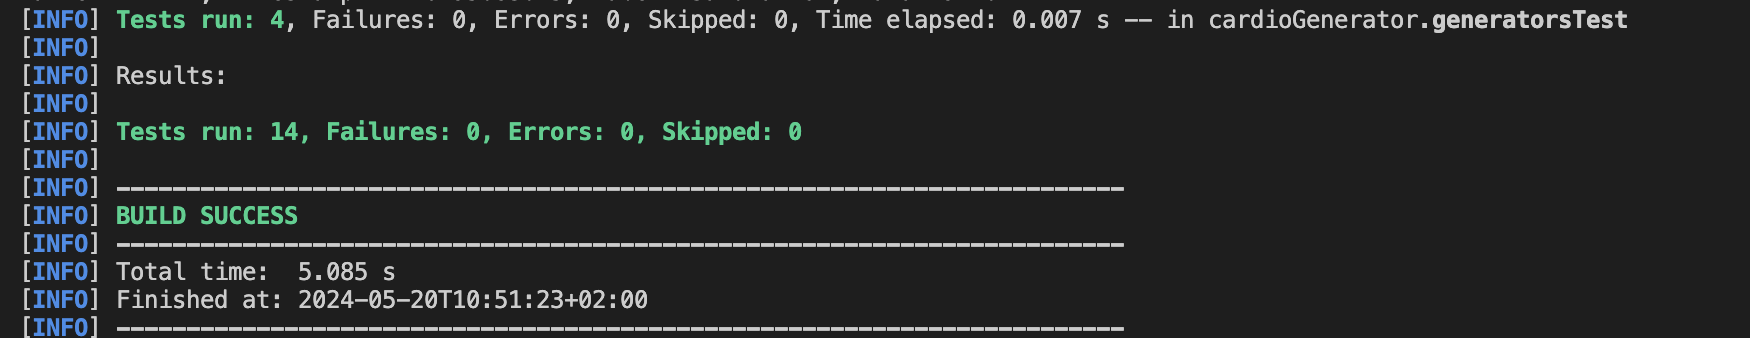 [INFO] Tests run: 4, Failures: 0, Errors: 0, Skipped: 0, Time elapsed: 0.007 s -- in cardioGenerator.generatorsTest
[INFO]
[INFO] Results:
[INFO]
[INFO] Tests run: 14, Failures: 0, Errors: 0, Skipped: 0
[INFO]
[INFO] ------------------------------------------------------------------------
[INFO] BUILD SUCCESS
[INFO] ------------------------------------------------------------------------
[INFO] Total time:  5.085 s
[INFO] Finished at: 2024-05-20T10:51:23+02:00
[INFO] ------------------------------------------------------------------------